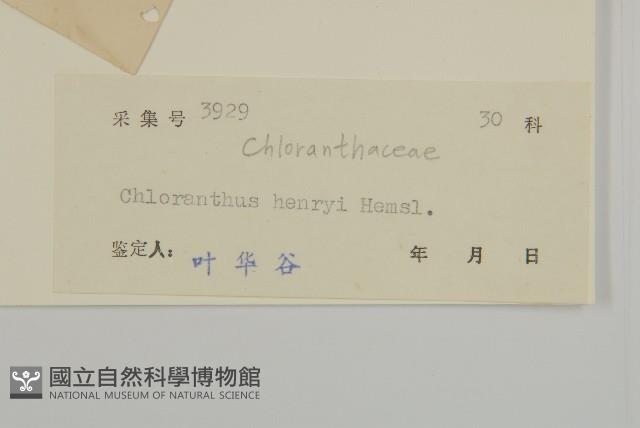 采集号 3929 30 科
Chloranthaceae
Chloranthus henryi Hemsl.
鉴定人: 叶华谷 年 月 日
國立自然科學博物館
NATIONAL MUSEUM OF NATURAL SCIENCE